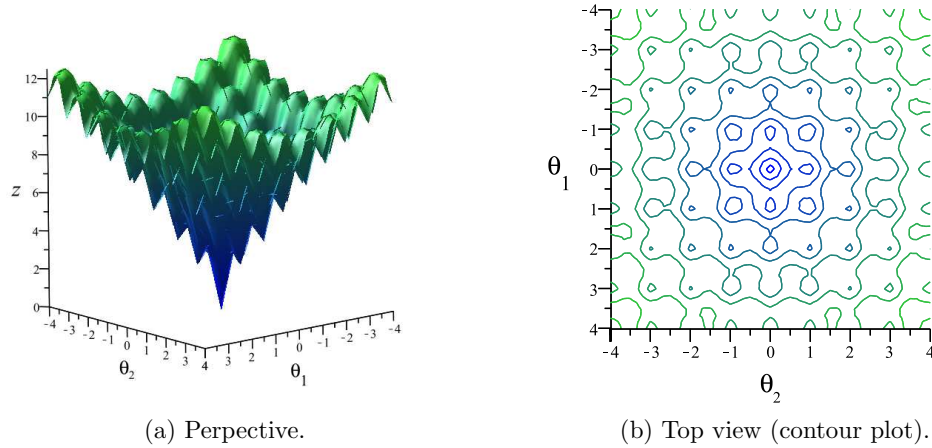 12
10
8
z
6
4
2
0
-4 -3 -2 -1 0 1 2 3 4
θ2
4 3 2 1 0 -1 -2 -3 -4
θ1
(a) Perpective.
-4
-3
-2
-1
θ1
0
1
2
3
4
-4 -3 -2 -1 0 1 2 3 4
θ2
(b) Top view (contour plot).